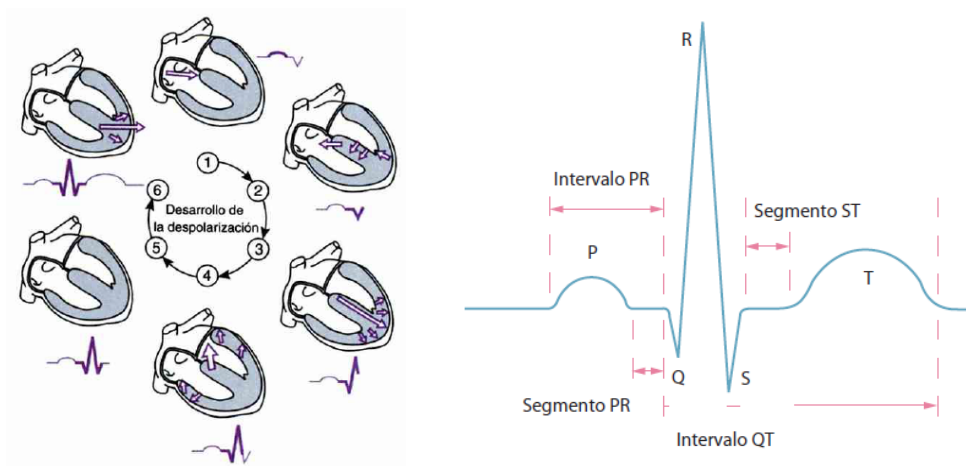 1
2
3
4
5
6
Desarrollo de
la despolarización
R
Intervalo PR
Segmento ST
P
T
Q
S
Segmento PR
Intervalo QT